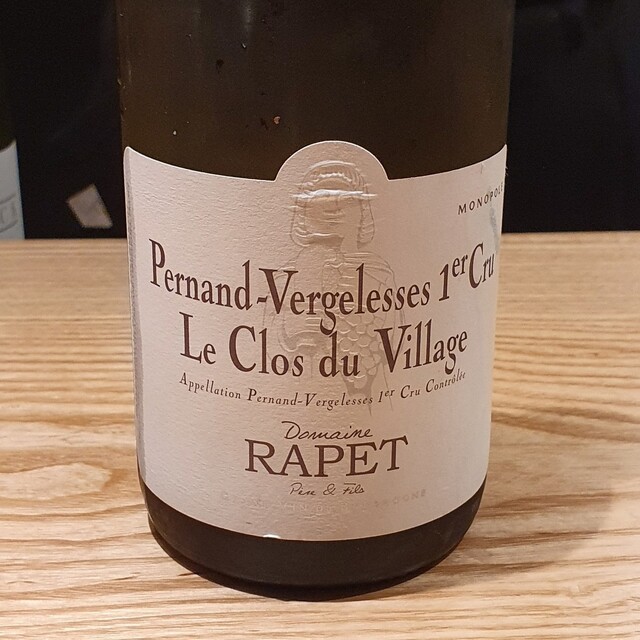 MONOPOLE
Pernand-Vergelesses 1er Cru
Le Clos du Village
Appellation Pernand-Vergelesses 1er Cru Contrôlée
Domaine
RAPET
Père & Fils